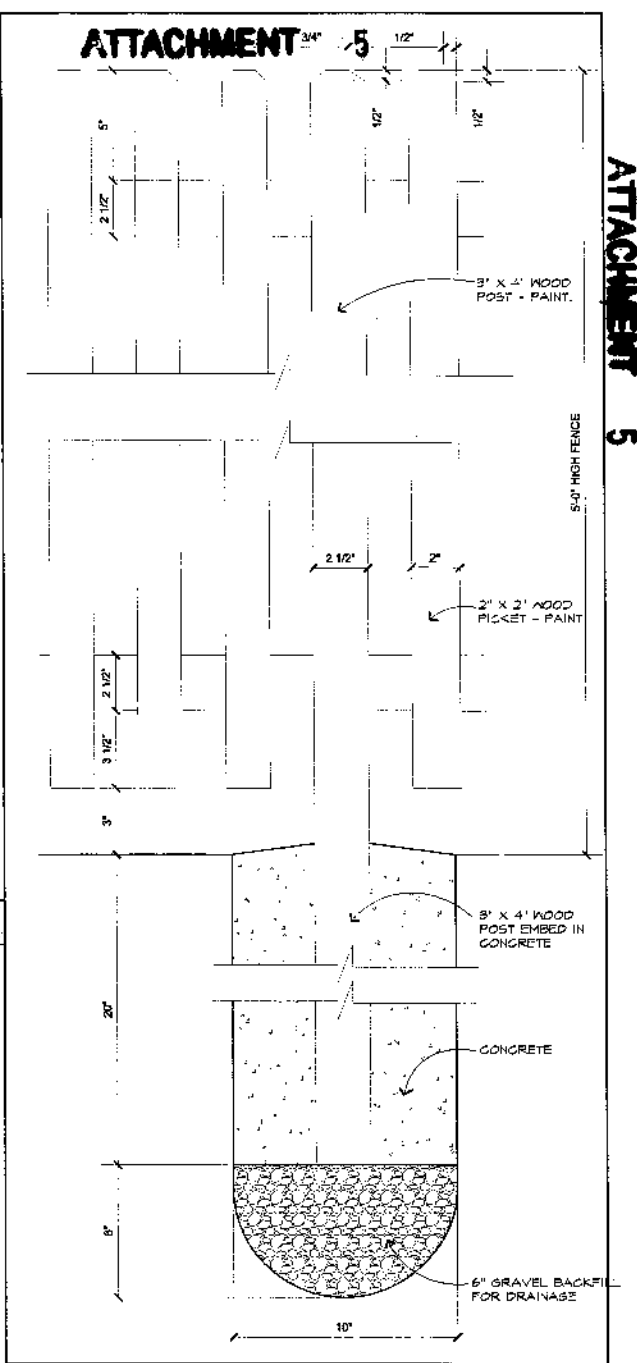 ATTACHMENT 5
3/4"
1/2"
1/2"
1/2"
5"
2 1/2"
3" X 4" WOOD
POST - PAINT.
ATTACHMENT 5
5'-0" HIGH FENCE
2 1/2"
2"
2" X 2" WOOD
PICKET - PAINT
2 1/2"
3 1/2"
3"
3" X 4" WOOD
POST EMBED IN
CONCRETE
20"
CONCRETE
6"
6" GRAVEL BACKFIL
FOR DRAINAGE
10"